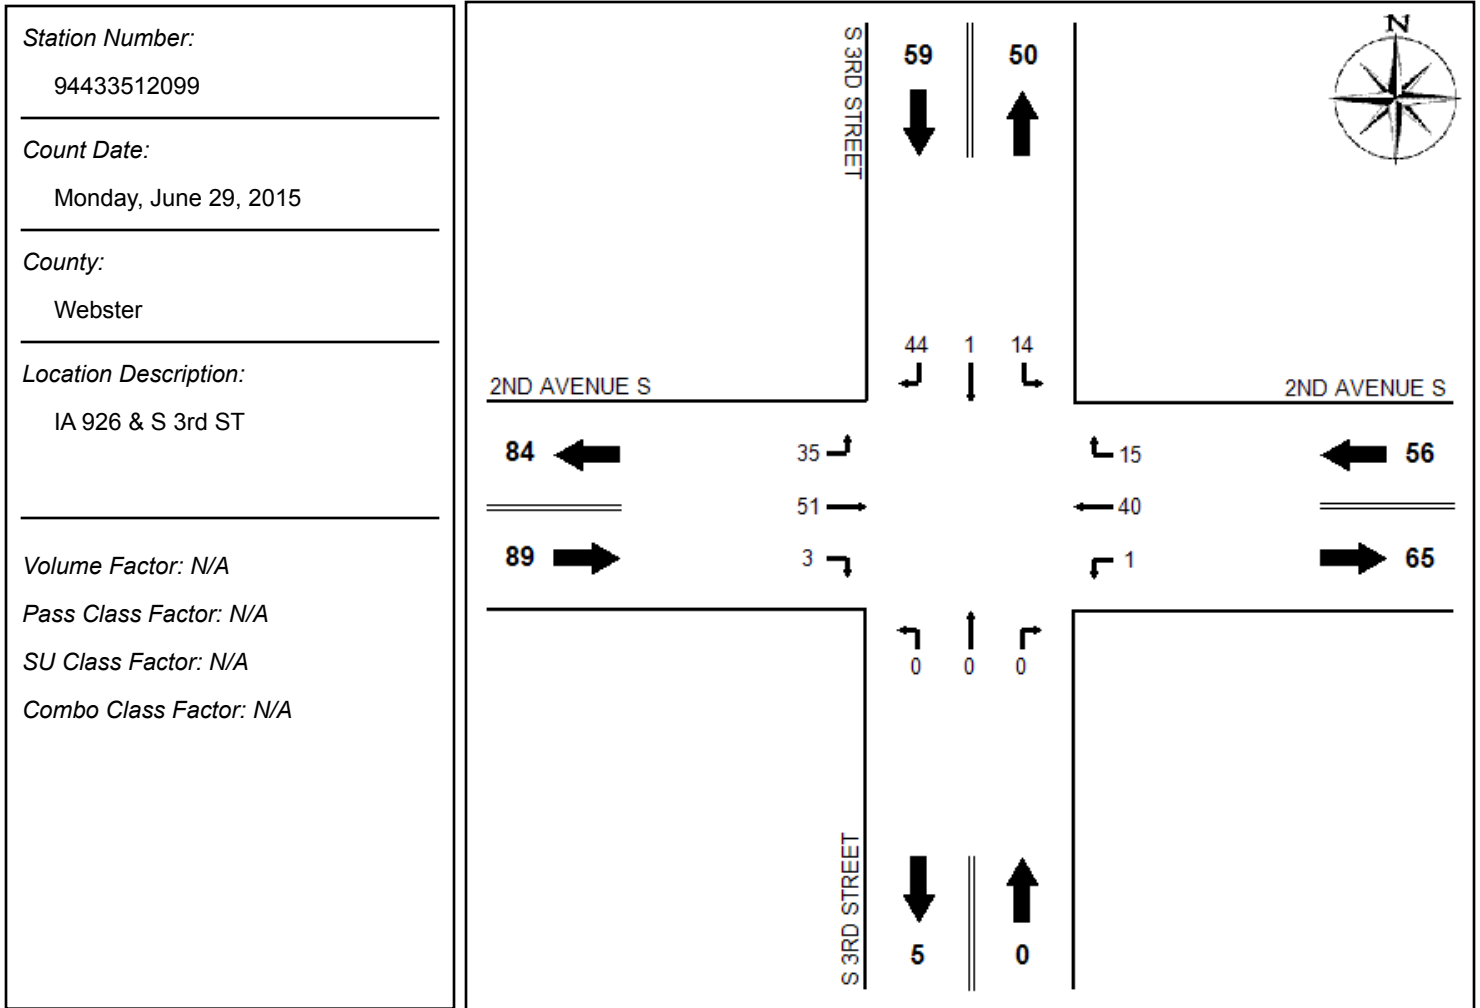 Station Number:
94433512099
Count Date:
Monday, June 29, 2015
County:
Webster
Location Description:
IA 926 & S 3rd ST
Volume Factor: N/A
Pass Class Factor: N/A
SU Class Factor: N/A
Combo Class Factor: N/A
N
S 3RD STREET
59 50
44 1 14
2ND AVENUE S
2ND AVENUE S
84 35 15 56
51 40
89 3 1 65
0 0 0
S 3RD STREET
5 0